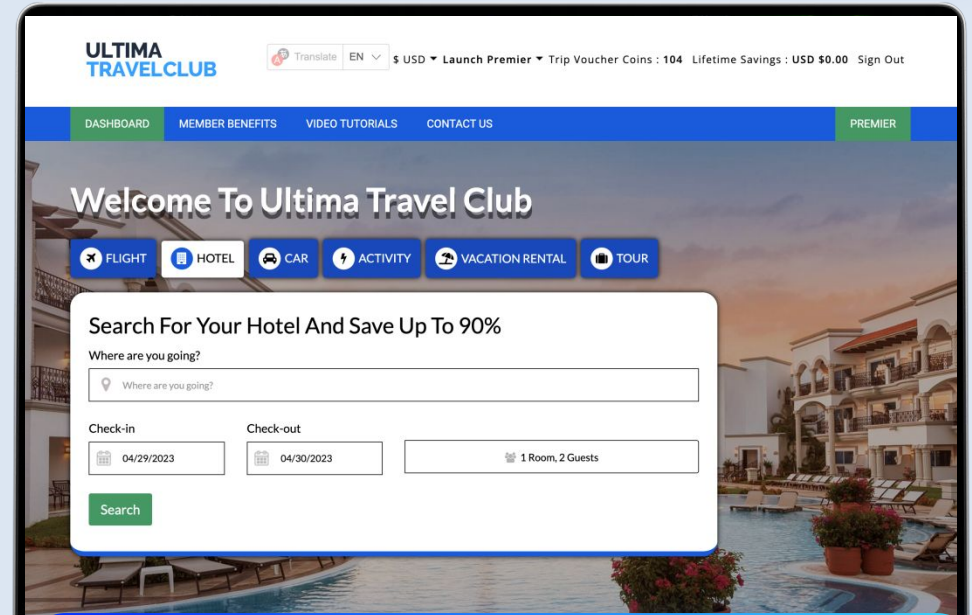 ULTIMA
TRAVELCLUB
Translate EN $ USD Launch Premier Trip Voucher Coins : 104 Lifetime Savings : USD $0.00 Sign Out
DASHBOARD MEMBER BENEFITS VIDEO TUTORIALS CONTACT US PREMIER
Welcome To Ultima Travel Club
FLIGHT HOTEL CAR ACTIVITY VACATION RENTAL TOUR
Search For Your Hotel And Save Up To 90%
Where are you going?
Where are you going?
Check-in Check-out
04/29/2023 04/30/2023 1 Room, 2 Guests
Search